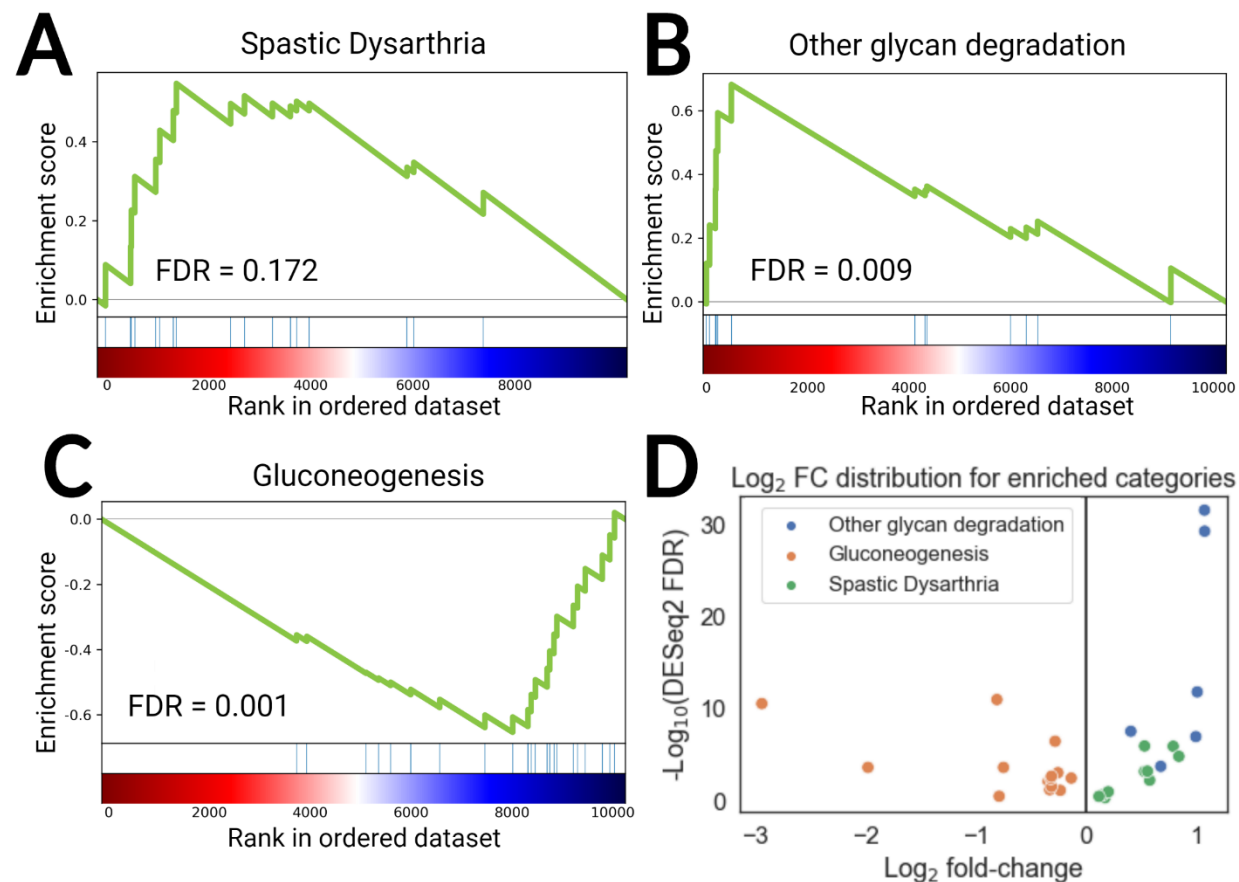 A
Spastic Dysarthria
Enrichment score
0.4
0.2
0.0
FDR = 0.172
0 2000 4000 6000 8000
Rank in ordered dataset
B
Other glycan degradation
Enrichment score
0.6
0.4
0.2
0.0
FDR = 0.009
0 2000 4000 6000 8000 10000
Rank in ordered dataset
C
Gluconeogenesis
Enrichment score
0.0
-0.2
-0.4
-0.6
FDR = 0.001
0 2000 4000 6000 8000 10000
Rank in ordered dataset
D
Log₂ FC distribution for enriched categories
-Log₁₀(DESeq2 FDR)
30
20
10
0
Other glycan degradation
Gluconeogenesis
Spastic Dysarthria
−3 −2 −1 0 1
Log₂ fold-change